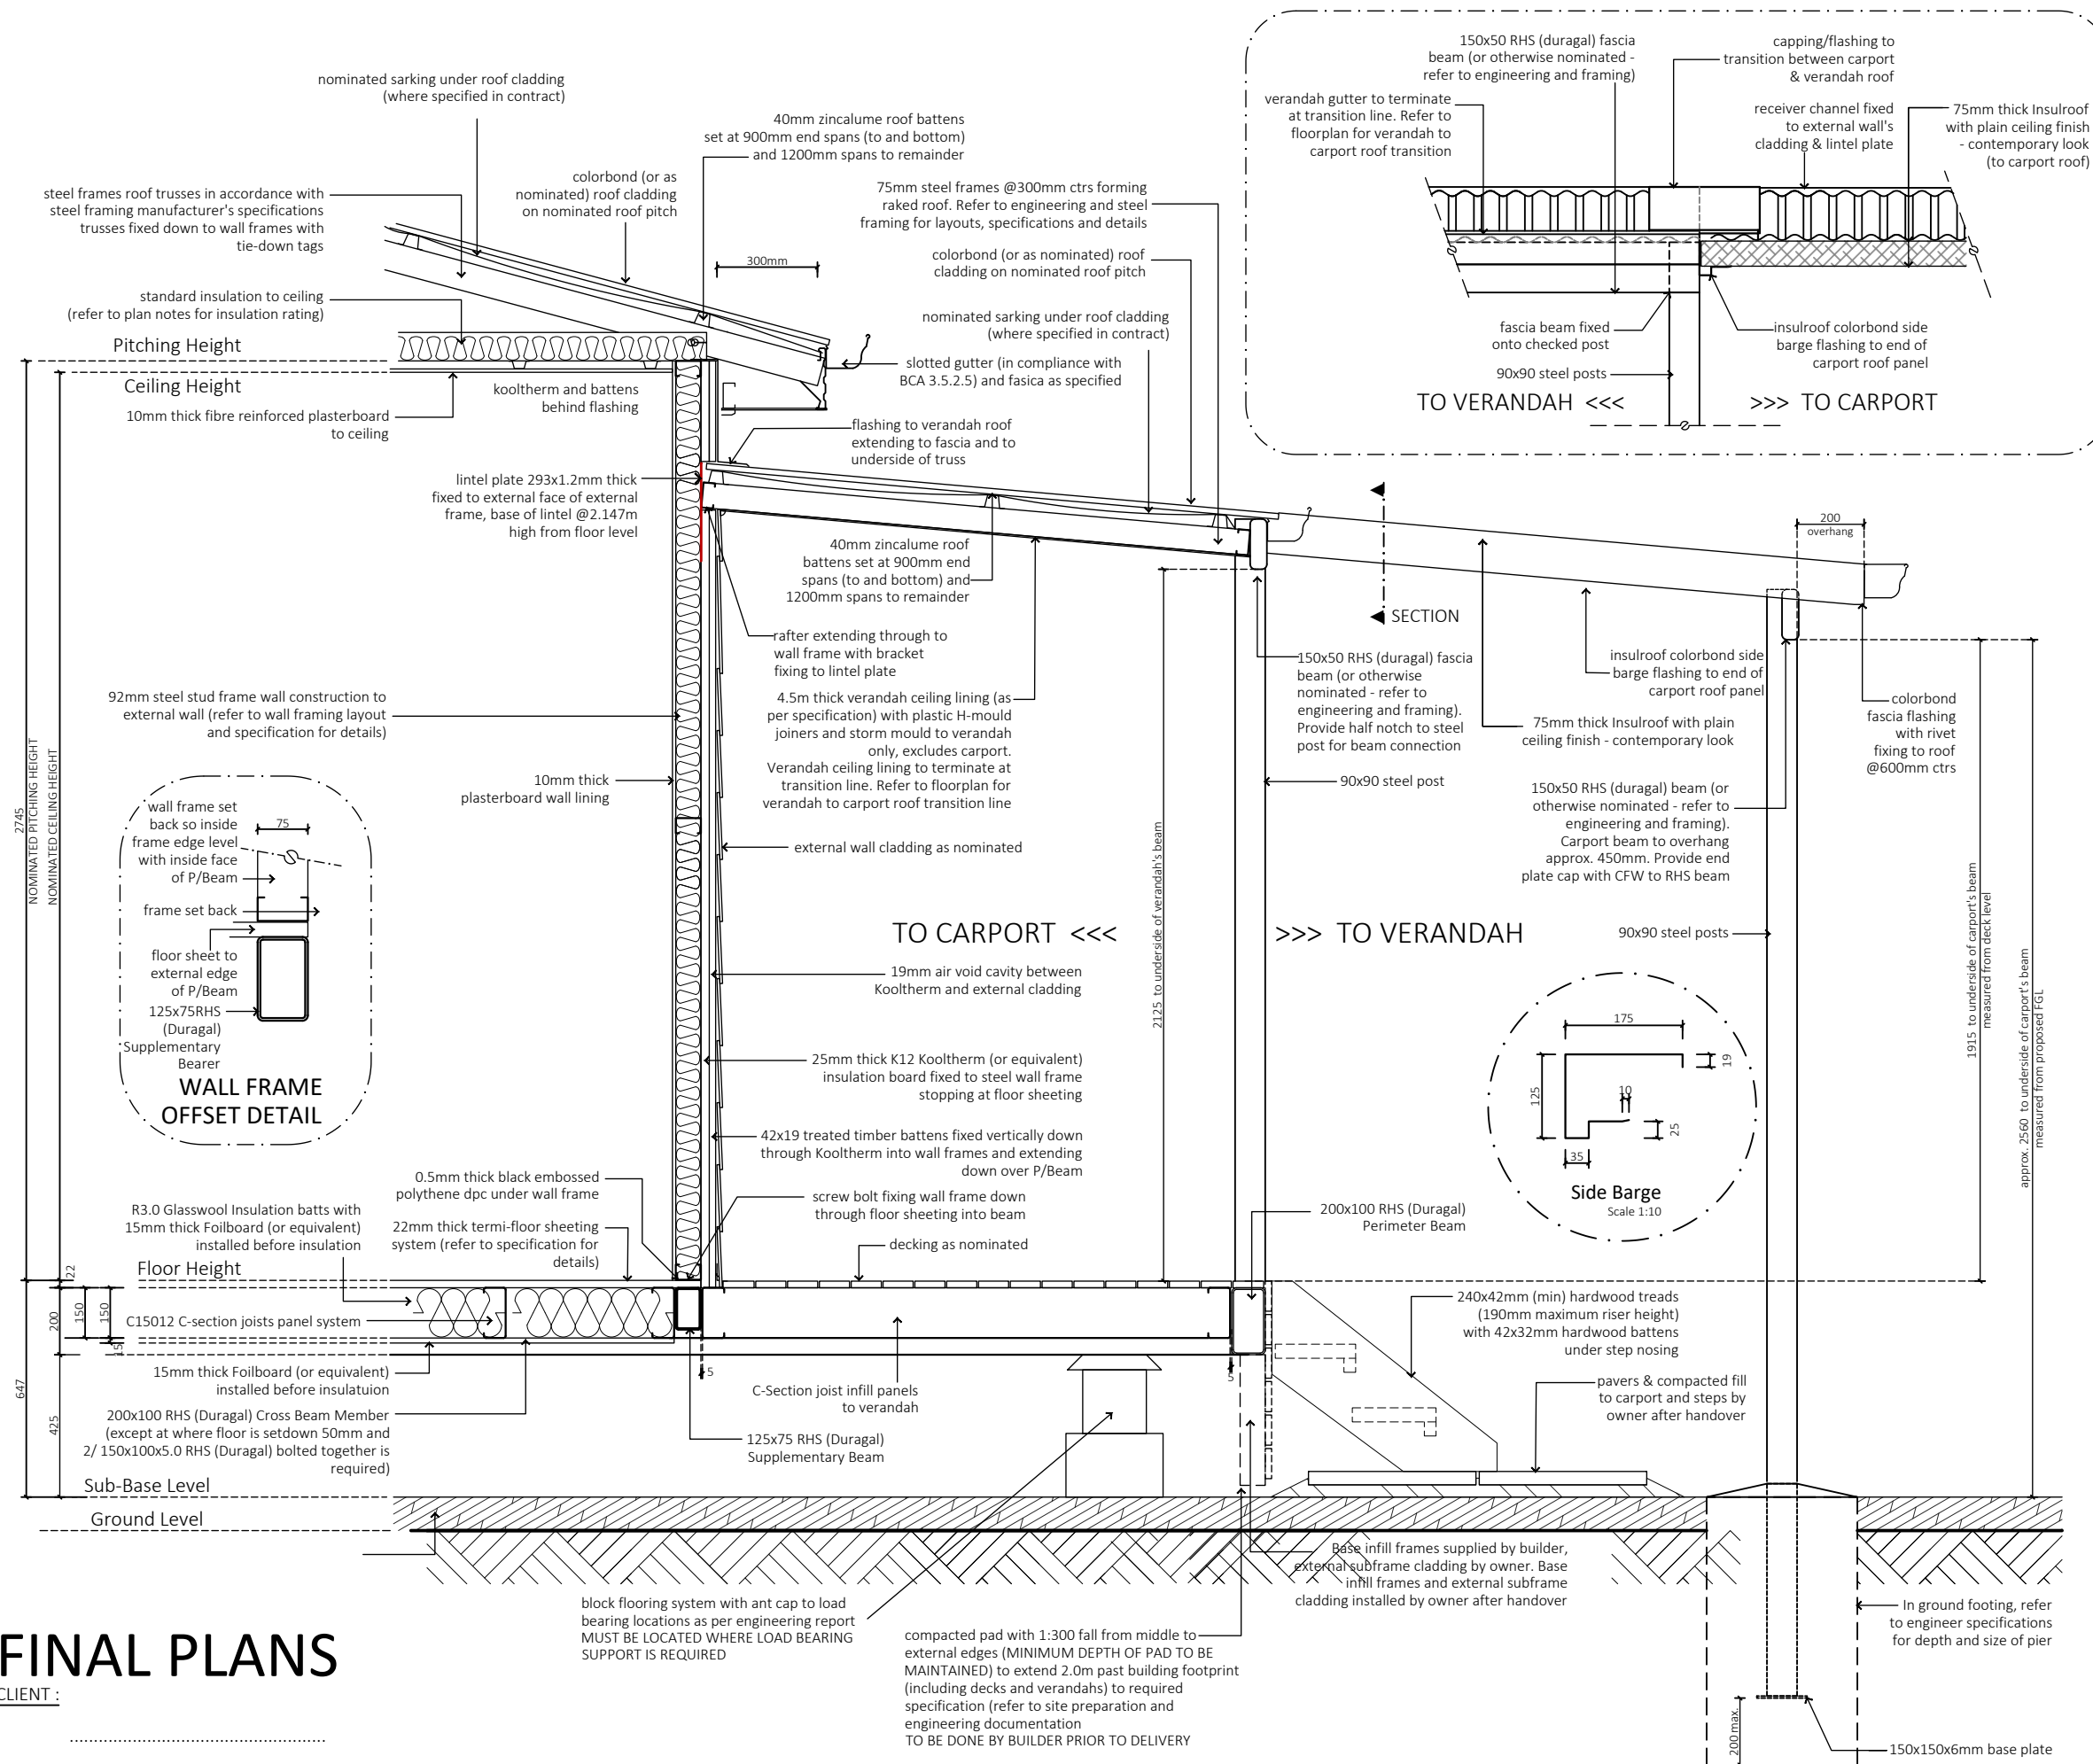 nominated sarking under roof cladding
(where specified in contract)
40mm zincalume roof battens
set at 900mm end spans (to and bottom)
and 1200mm spans to remainder
steel frames roof trusses in accordance with
steel framing manufacturer's specifications
trusses fixed down to wall frames with
tie-down tags
colorbond (or as
nominated) roof cladding
on nominated roof pitch
75mm steel frames @300mm ctrs forming
raked roof. Refer to engineering and steel
framing for layouts, specifications and details
300mm
colorbond (or as nominated) roof
cladding on nominated roof pitch
standard insulation to ceiling
(refer to plan notes for insulation rating)
nominated sarking under roof cladding
(where specified in contract)
Pitching Height
Ceiling Height
slotted gutter (in compliance with
BCA 3.5.2.5) and fasica as specified
kooltherm and battens
behind flashing
10mm thick fibre reinforced plasterboard
to ceiling
flashing to verandah roof
extending to fascia and to
underside of truss
lintel plate 293x1.2mm thick
fixed to external face of external
frame, base of lintel @2.147m
high from floor level
40mm zincalume roof
battens set at 900mm end
spans (to and bottom) and
1200mm spans to remainder
rafter extending through to
wall frame with bracket
fixing to lintel plate
150x50 RHS (duragal) fascia
beam (or otherwise nominated -
refer to engineering and framing)
capping/flashing to
transition between carport
& verandah roof
verandah gutter to terminate
at transition line. Refer to
floorplan for verandah to
carport roof transition
receiver channel fixed
to external wall's
cladding & lintel plate
75mm thick Insulroof
with plain ceiling finish
- contemporary look
(to carport roof)
fascia beam fixed
onto checked post
insulroof colorbond side
barge flashing to end of
carport roof panel
90x90 steel posts
TO VERANDAH <<<
>>> TO CARPORT
200
overhang
SECTION
150x50 RHS (duragal) fascia
beam (or otherwise
nominated - refer to
engineering and framing).
Provide half notch to steel
post for beam connection
insulroof colorbond side
barge flashing to end of
carport roof panel
75mm thick Insulroof with plain
ceiling finish - contemporary look
colorbond
fascia flashing
with rivet
fixing to roof
@600mm ctrs
92mm steel stud frame wall construction to
external wall (refer to wall framing layout
and specification for details)
4.5m thick verandah ceiling lining (as
per specification) with plastic H-mould
joiners and storm mould to verandah
only, excludes carport.
Verandah ceiling lining to terminate at
transition line. Refer to floorplan for
verandah to carport roof transition line
10mm thick
plasterboard wall lining
90x90 steel post
150x50 RHS (duragal) beam (or
otherwise nominated - refer to
engineering and framing).
Carport beam to overhang
approx. 450mm. Provide end
plate cap with CFW to RHS beam
2745
NOMINATED PITCHING HEIGHT
NOMINATED CEILING HEIGHT
wall frame set
back so inside
frame edge level
with inside face
of P/Beam
75
frame set back
floor sheet to
external edge
of P/Beam
125x75RHS
(Duragal)
Supplementary
Bearer
WALL FRAME
OFFSET DETAIL
external wall cladding as nominated
TO CARPORT <<<
>>> TO VERANDAH
90x90 steel posts
2125 to underside of verandah's beam
1915 to underside of carport's beam
measured from deck level
approx. 2560 to underside of carport's beam
measured from proposed FGL
19mm air void cavity between
Kooltherm and external cladding
25mm thick K12 Kooltherm (or equivalent)
insulation board fixed to steel wall frame
stopping at floor sheeting
175
19
125
10
25
35
Side Barge
Scale 1:10
42x19 treated timber battens fixed vertically down
through Kooltherm into wall frames and extending
down over P/Beam
0.5mm thick black embossed
polythene dpc under wall frame
screw bolt fixing wall frame down
through floor sheeting into beam
R3.0 Glasswool Insulation batts with
15mm thick Foilboard (or equivalent)
installed before insulation
22mm thick termi-floor sheeting
system (refer to specification for
details)
decking as nominated
200x100 RHS (Duragal)
Perimeter Beam
Floor Height
22
200
150
150
15
C15012 C-section joists panel system
240x42mm (min) hardwood treads
(190mm maximum riser height)
with 42x32mm hardwood battens
under step nosing
15mm thick Foilboard (or equivalent)
installed before insulatuion
5
5
C-Section joist infill panels
to verandah
pavers & compacted fill
to carport and steps by
owner after handover
647
425
200x100 RHS (Duragal) Cross Beam Member
(except at where floor is setdown 50mm and
2/ 150x100x5.0 RHS (Duragal) bolted together is
required)
125x75 RHS (Duragal)
Supplementary Beam
Sub-Base Level
Ground Level
Base infill frames supplied by builder,
external subframe cladding by owner. Base
infill frames and external subframe
cladding installed by owner after handover
block flooring system with ant cap to load
bearing locations as per engineering report
MUST BE LOCATED WHERE LOAD BEARING
SUPPORT IS REQUIRED
compacted pad with 1:300 fall from middle to
external edges (MINIMUM DEPTH OF PAD TO BE
MAINTAINED) to extend 2.0m past building footprint
(including decks and verandahs) to required
specification (refer to site preparation and
engineering documentation
TO BE DONE BY BUILDER PRIOR TO DELIVERY
In ground footing, refer
to engineer specifications
for depth and size of pier
200 max.
150x150x6mm base plate
FINAL PLANS
CLIENT :